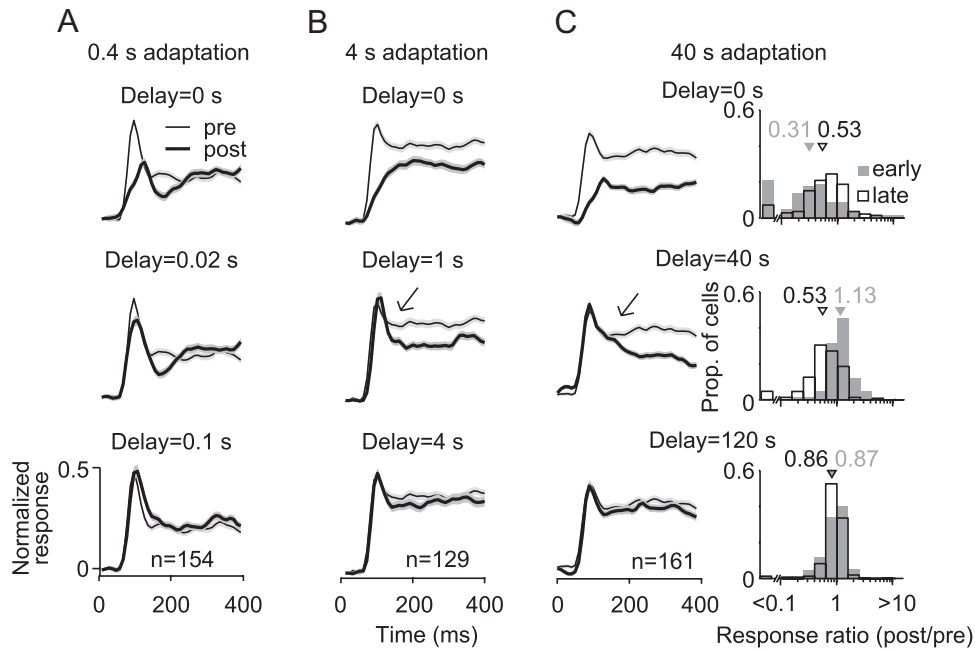 A
0.4 s adaptation
Delay=0 s
pre
post
Delay=0.02 s
Delay=0.1 s
0.5
Normalized
response
0
n=154
0 200 400
B
4 s adaptation
Delay=0 s
Delay=1 s
Delay=4 s
n=129
0 200 400
Time (ms)
C
40 s adaptation
Delay=0 s
0.6
0.31 0.53
early
late
0
Delay=40 s
0.6
0.53 1.13
Prop. of cells
0
Delay=120 s
0.6
0.86 0.87
n=161
0
0 200 400
<0.1 1 >10
Response ratio (post/pre)